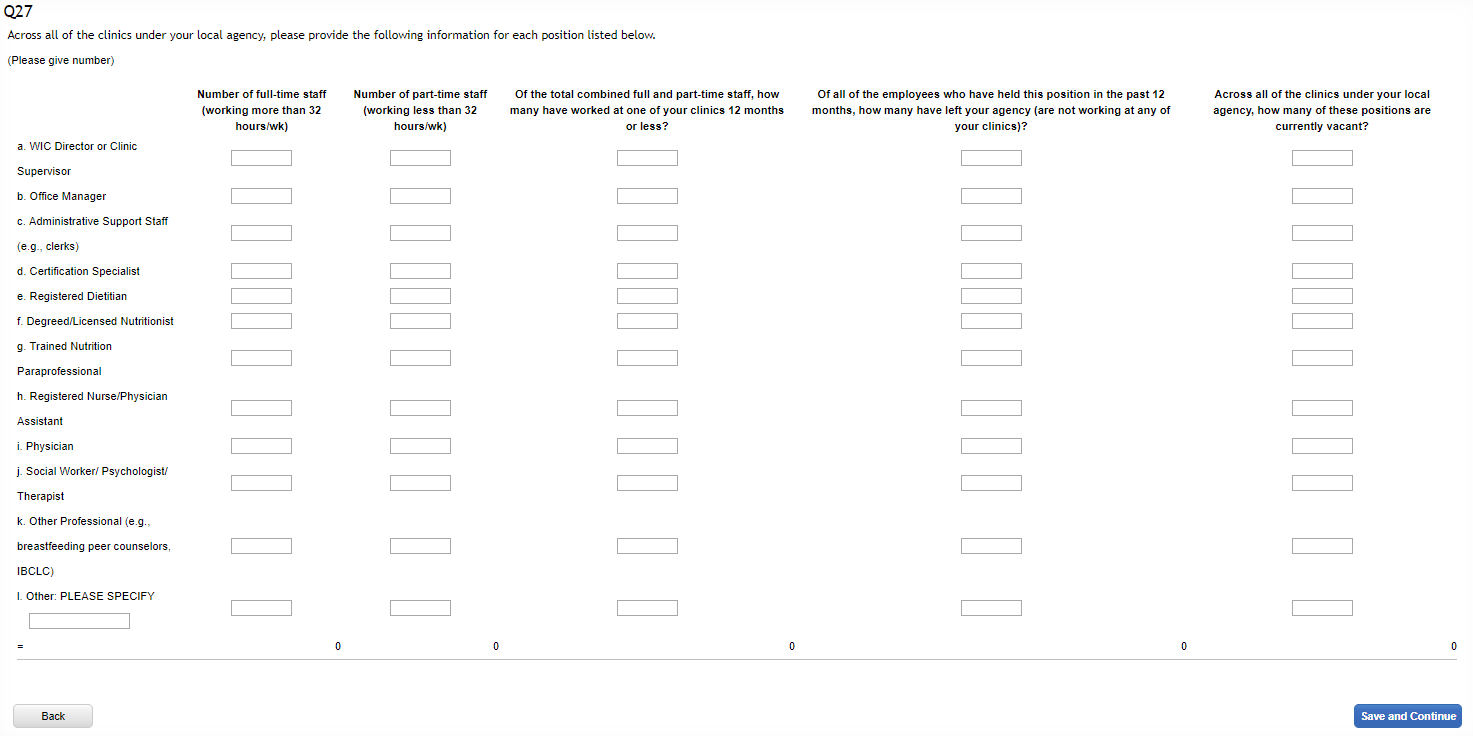 Q27
Across all of the clinics under your local agency, please provide the following information for each position listed below.
(Please give number)
Number of full-time staff
(working more than 32
hours/wk)
Number of part-time staff
(working less than 32
hours/wk)
Of the total combined full and part-time staff, how
many have worked at one of your clinics 12 months
or less?
Of all of the employees who have held this position in the past 12
months, how many have left your agency (are not working at any of
your clinics)?
Across all of the clinics under your local
agency, how many of these positions are
currently vacant?
a. WIC Director or Clinic
Supervisor
b. Office Manager
c. Administrative Support Staff
(e.g., clerks)
d. Certification Specialist
e. Registered Dietitian
f. Degreed/Licensed Nutritionist
g. Trained Nutrition
Paraprofessional
h. Registered Nurse/Physician
Assistant
i. Physician
j. Social Worker/ Psychologist/
Therapist
k. Other Professional (e.g.,
breastfeeding peer counselors,
IBCLC)
l. Other: PLEASE SPECIFY
= 0 0 0 0 0
Back
Save and Continue